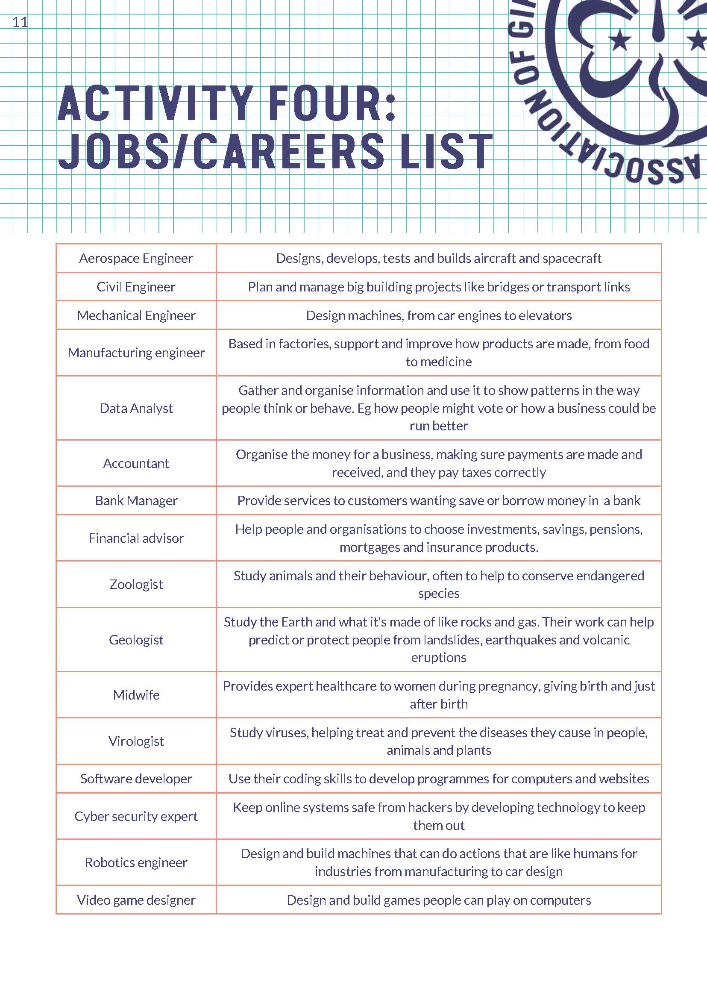 11
ASSOCIATION OF GI
ACTIVITY FOUR:
JOBS/CAREERS LIST
Aerospace Engineer
Designs, develops, tests and builds aircraft and spacecraft
Civil Engineer
Plan and manage big building projects like bridges or transport links
Mechanical Engineer
Design machines, from car engines to elevators
Manufacturing engineer
Based in factories, support and improve how products are made, from food
to medicine
Data Analyst
Gather and organise information and use it to show patterns in the way
people think or behave. Eg how people might vote or how a business could be
run better
Accountant
Organise the money for a business, making sure payments are made and
received, and they pay taxes correctly
Bank Manager
Provide services to customers wanting save or borrow money in  a bank
Financial advisor
Help people and organisations to choose investments, savings, pensions,
mortgages and insurance products.
Zoologist
Study animals and their behaviour, often to help to conserve endangered
species
Geologist
Study the Earth and what it's made of like rocks and gas. Their work can help
predict or protect people from landslides, earthquakes and volcanic
eruptions
Midwife
Provides expert healthcare to women during pregnancy, giving birth and just
after birth
Virologist
Study viruses, helping treat and prevent the diseases they cause in people,
animals and plants
Software developer
Use their coding skills to develop programmes for computers and websites
Cyber security expert
Keep online systems safe from hackers by developing technology to keep
them out
Robotics engineer
Design and build machines that can do actions that are like humans for
industries from manufacturing to car design
Video game designer
Design and build games people can play on computers